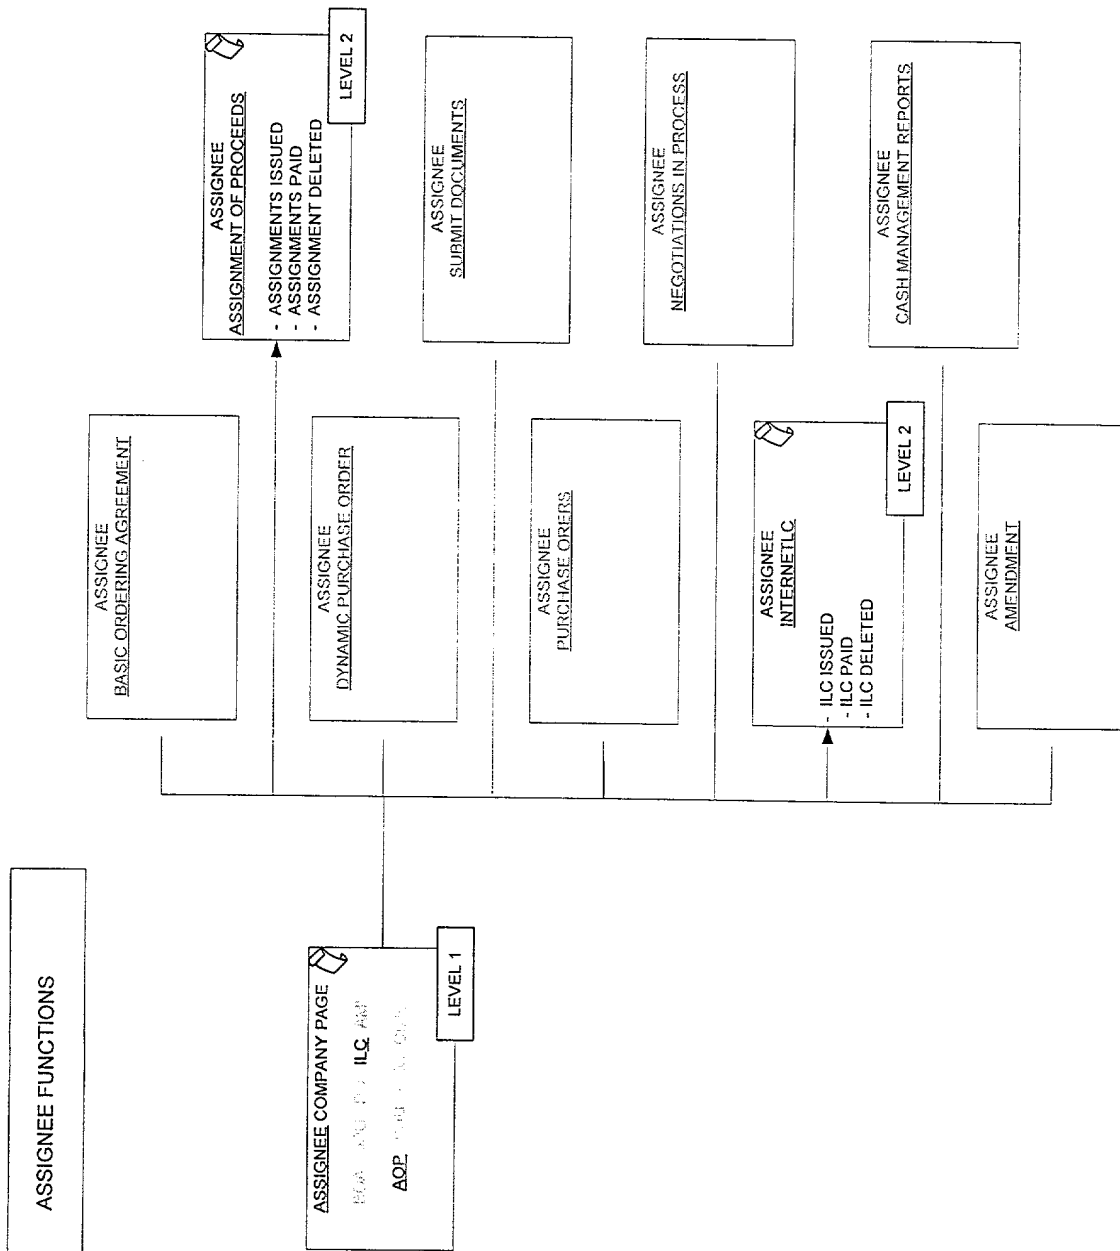 ASSIGNEE FUNCTIONS
ASSIGNEE COMPANY PAGE
ILC
AOP
LEVEL 1
ASSIGNEE
BASIC ORDERING AGREEMENT
ASSIGNEE
DYNAMIC PURCHASE ORDER
ASSIGNEE
PURCHASE ORERS
ASSIGNEE
INTERNETLC
- ILC ISSUED
- ILC PAID
- ILC DELETED
LEVEL 2
ASSIGNEE
AMENDMENT
ASSIGNEE
ASSIGNMENT OF PROCEEDS
- ASSIGNMENTS ISSUED
- ASSIGNMENTS PAID
- ASSIGNMENT DELETED
LEVEL 2
ASSIGNEE
SUBMIT DOCUMENTS
ASSIGNEE
NEGOTIATIONS IN PROCESS
ASSIGNEE
CASH MANAGEMENT REPORTS